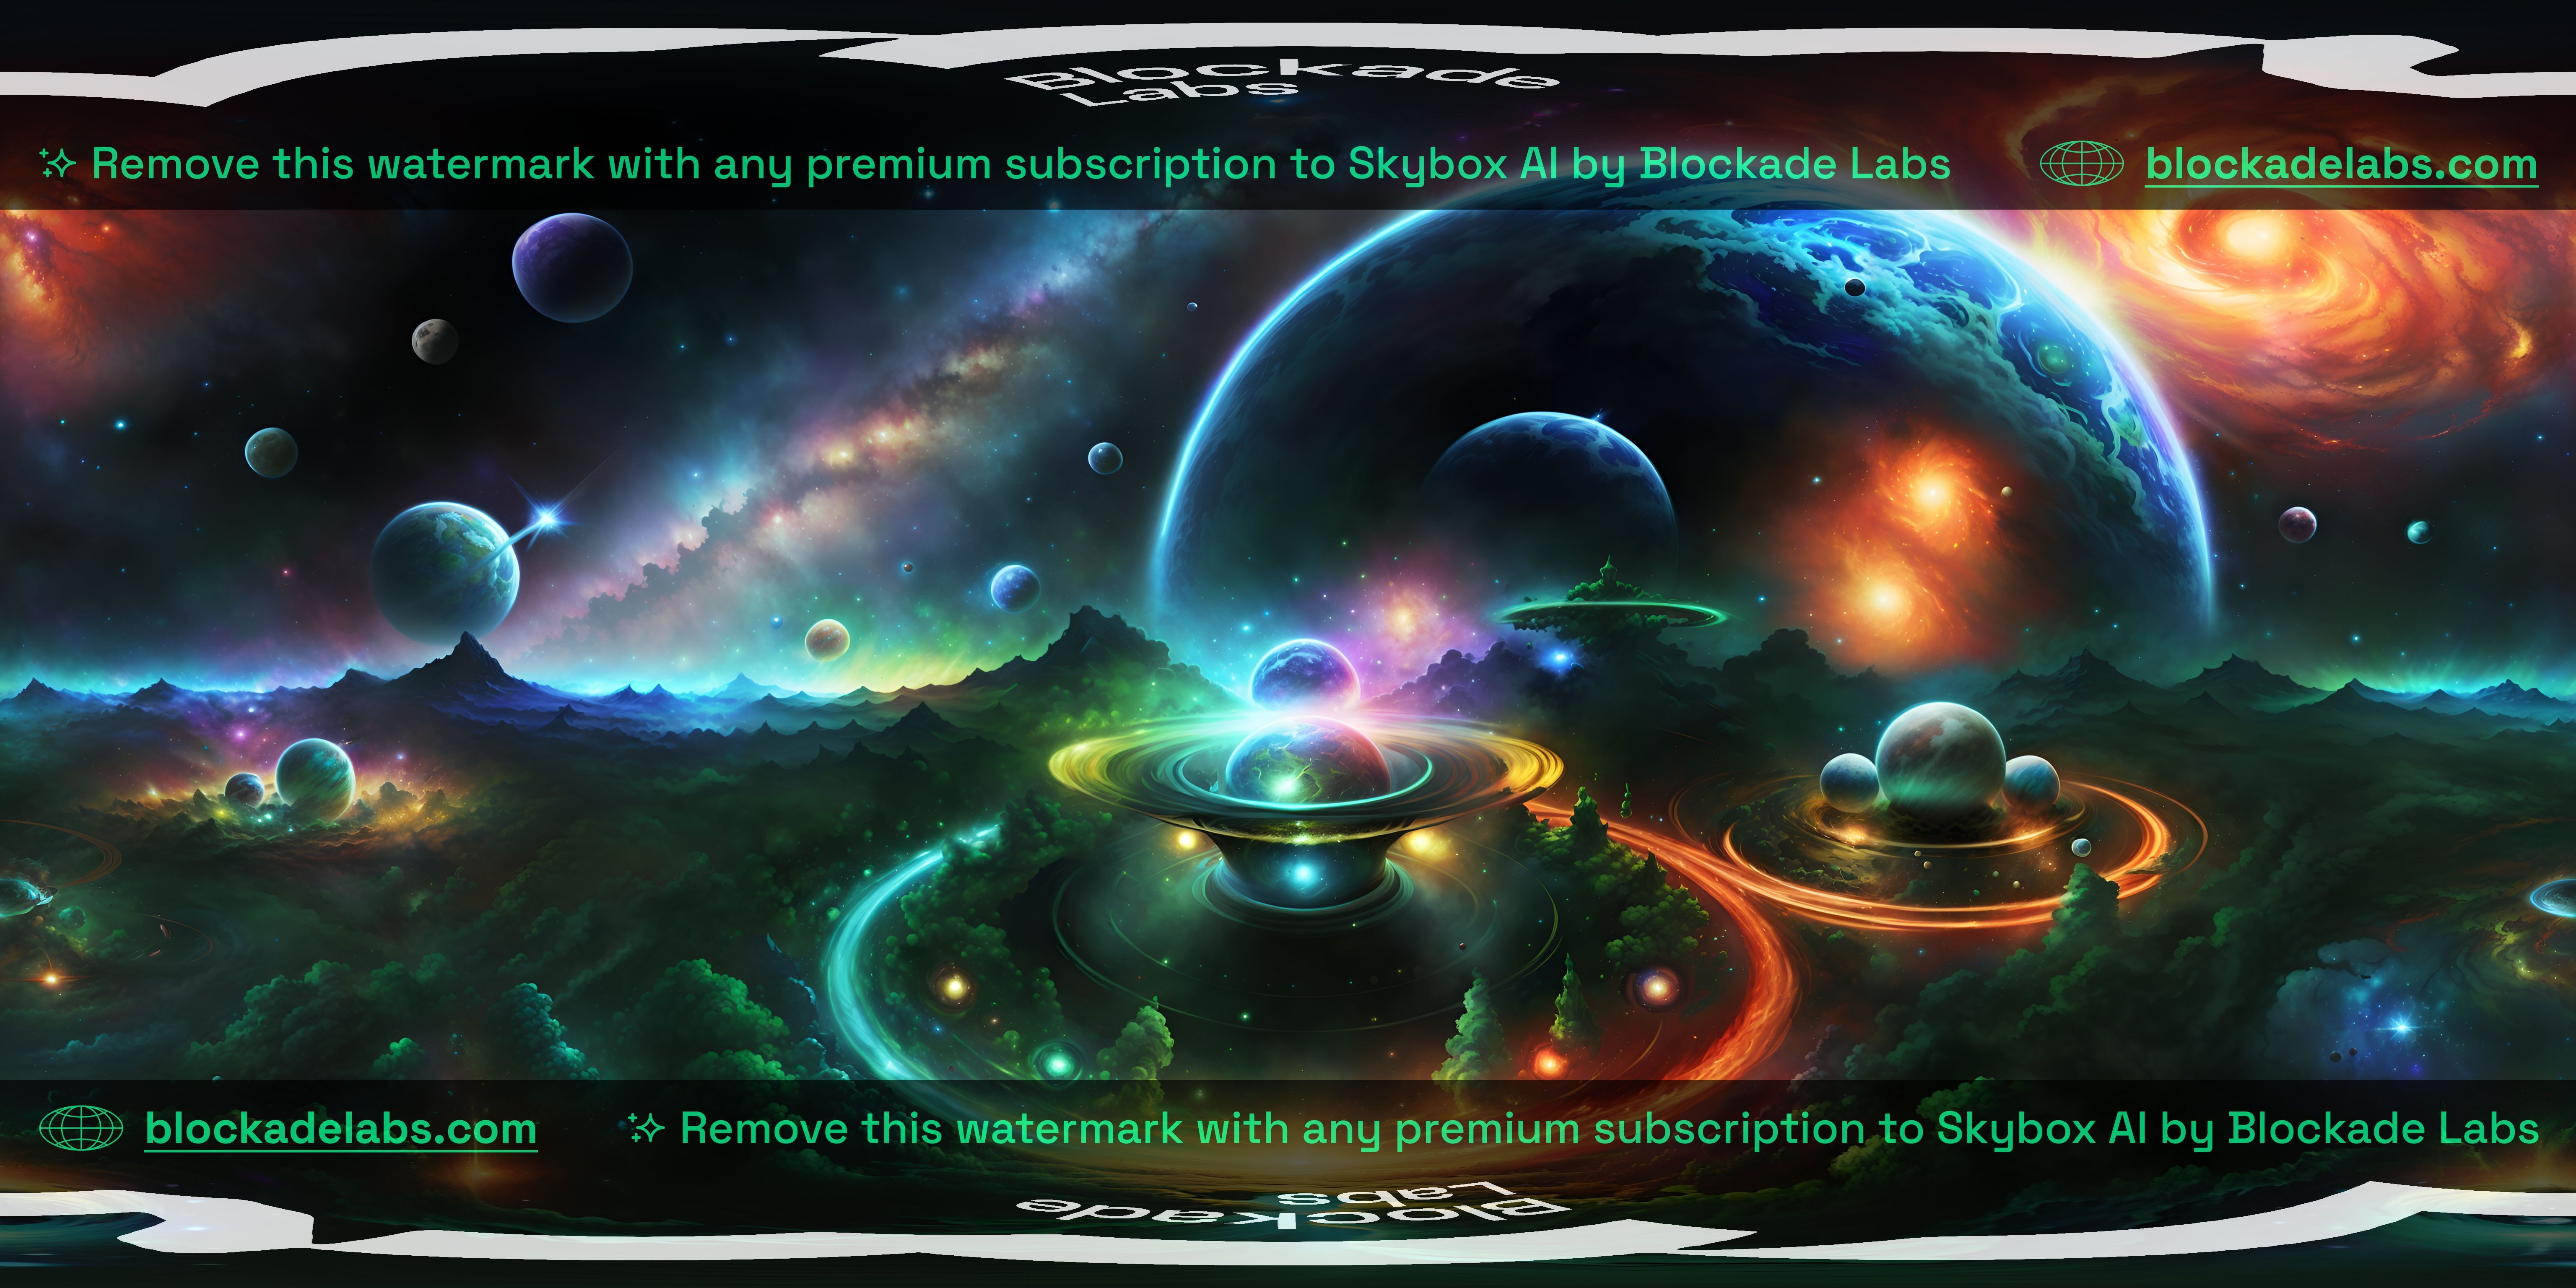 Blockade
Labs
Remove this watermark with any premium subscription to Skybox AI by Blockade Labs
blockadelabs.com
blockadelabs.com
Remove this watermark with any premium subscription to Skybox AI by Blockade Labs
Blockade
Labs